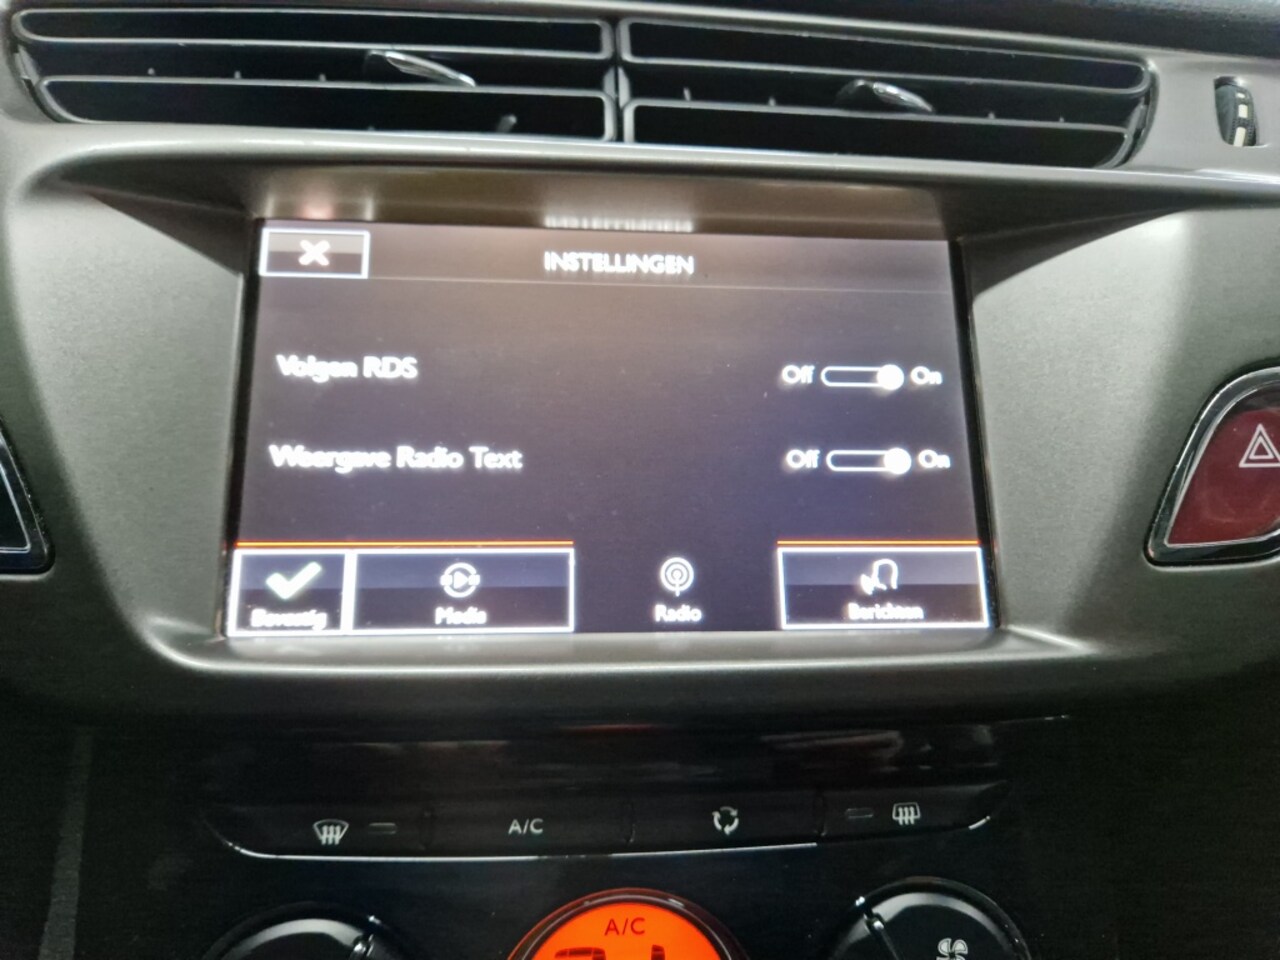 INSTELLINGEN
Volgen RDS
Off On
Weergave Radio Text
Off On
Bevestig
Media
Radio
Berichten
A/C
A/C